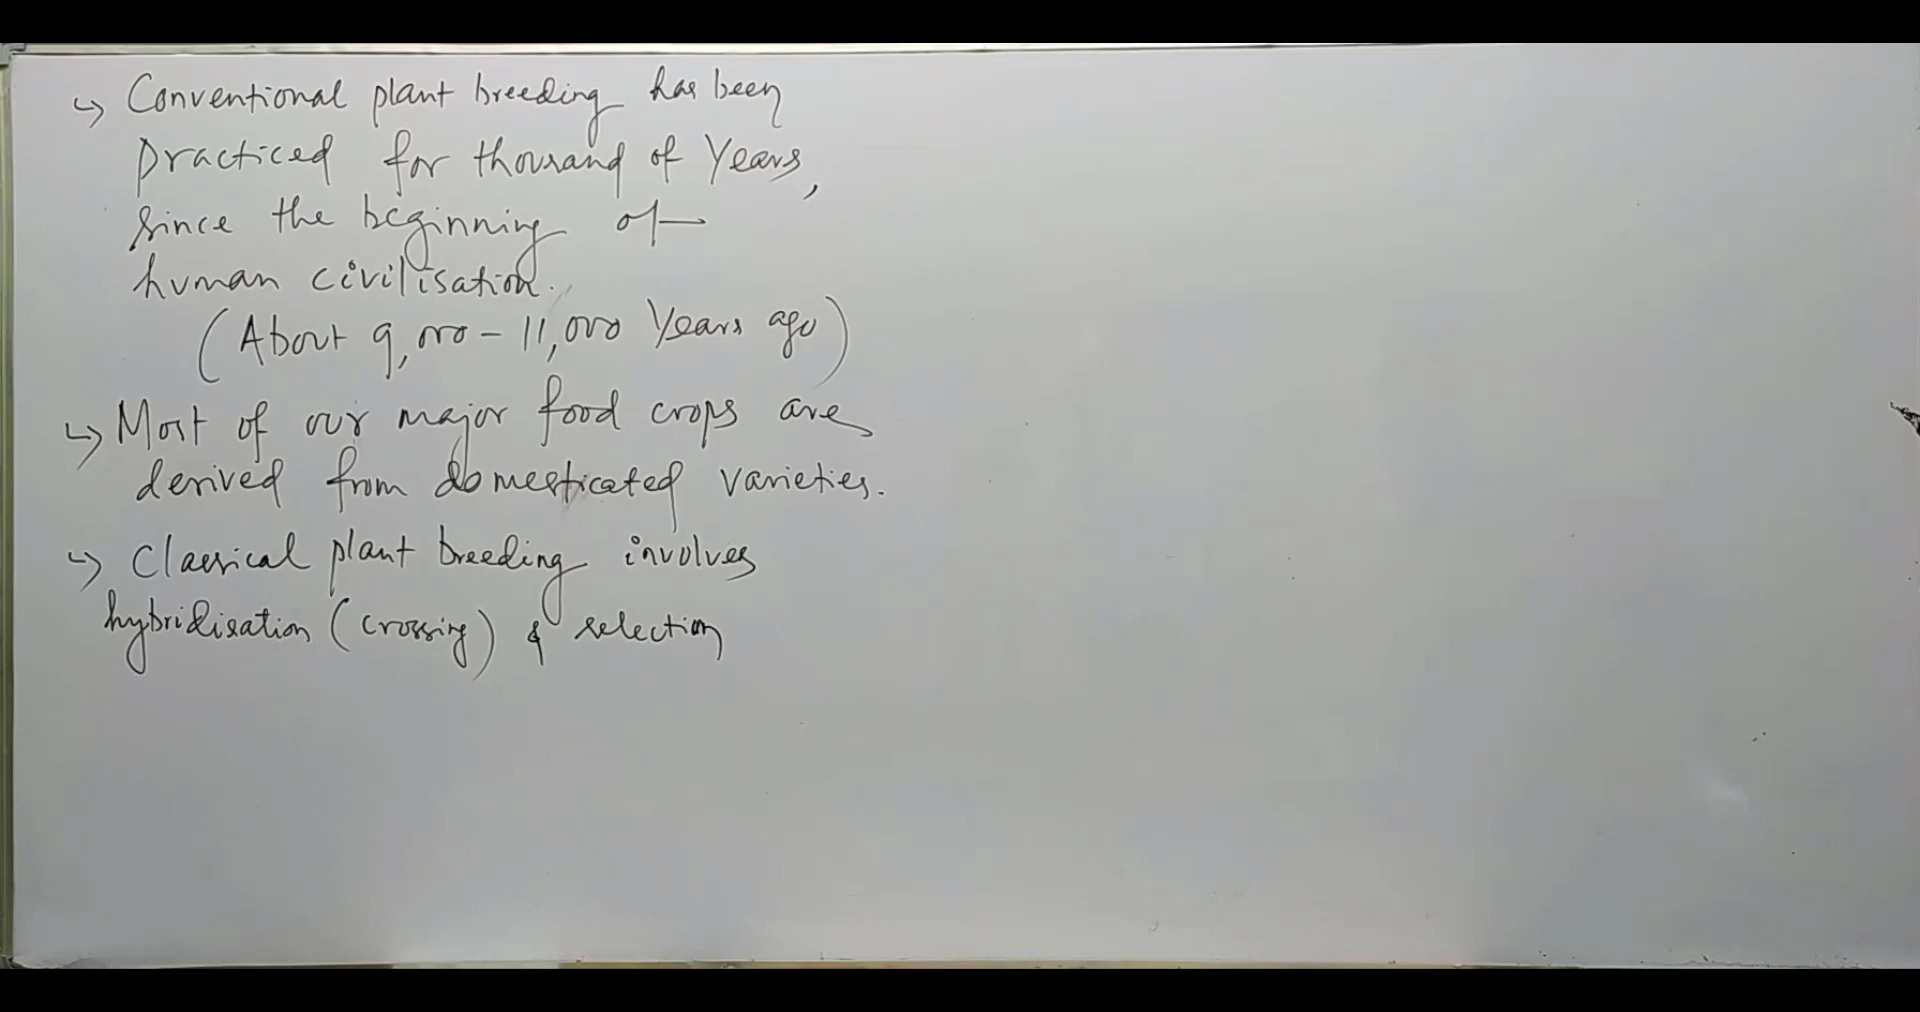 ↳ Conventional plant breeding has been
practiced for thousand of Years,
since the beginning of
human civilisation.
(About 9,000 - 11,000 Years ago)
↳ Most of our major food crops are
derived from domesticated varieties.
↳ Classical plant breeding involves
hybridisation (crossing) & selection